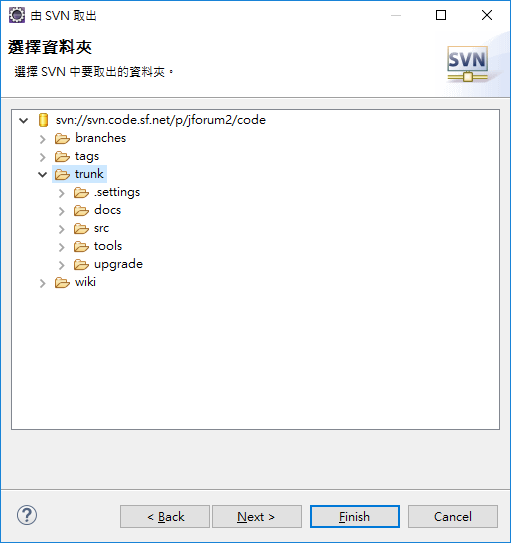 由 SVN 取出
選擇資料夾
選擇 SVN 中要取出的資料夾。
SVN
svn://svn.code.sf.net/p/jforum2/code
branches
tags
trunk
.settings
docs
src
tools
upgrade
wiki
? < Back Next > Finish Cancel